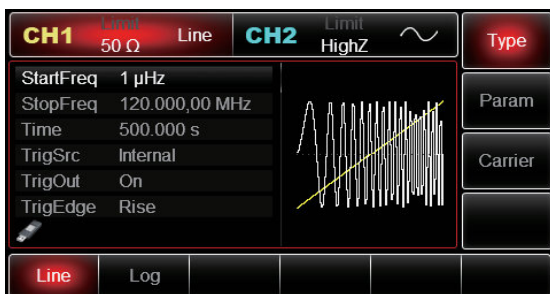 CH1 Limit 50 Ω Line CH2 Limit HighZ
Type
StartFreq 1 µHz
StopFreq 120.000,00 MHz
Time 500.000 s
TrigSrc Internal
TrigOut On
TrigEdge Rise
Param
Carrier
Line Log